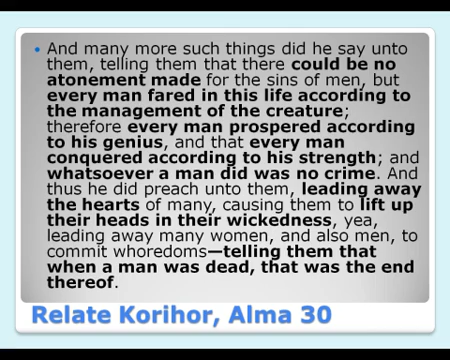 • And many more such things did he say unto
them, telling them that there could be no
atonement made for the sins of men, but
every man fared in this life according to
the management of the creature;
therefore every man prospered according
to his genius, and that every man
conquered according to his strength; and
whatsoever a man did was no crime. And
thus he did preach unto them, leading away
the hearts of many, causing them to lift up
their heads in their wickedness, yea,
leading away many women, and also men, to
commit whoredoms—telling them that
when a man was dead, that was the end
thereof.
Relate Korihor, Alma 30